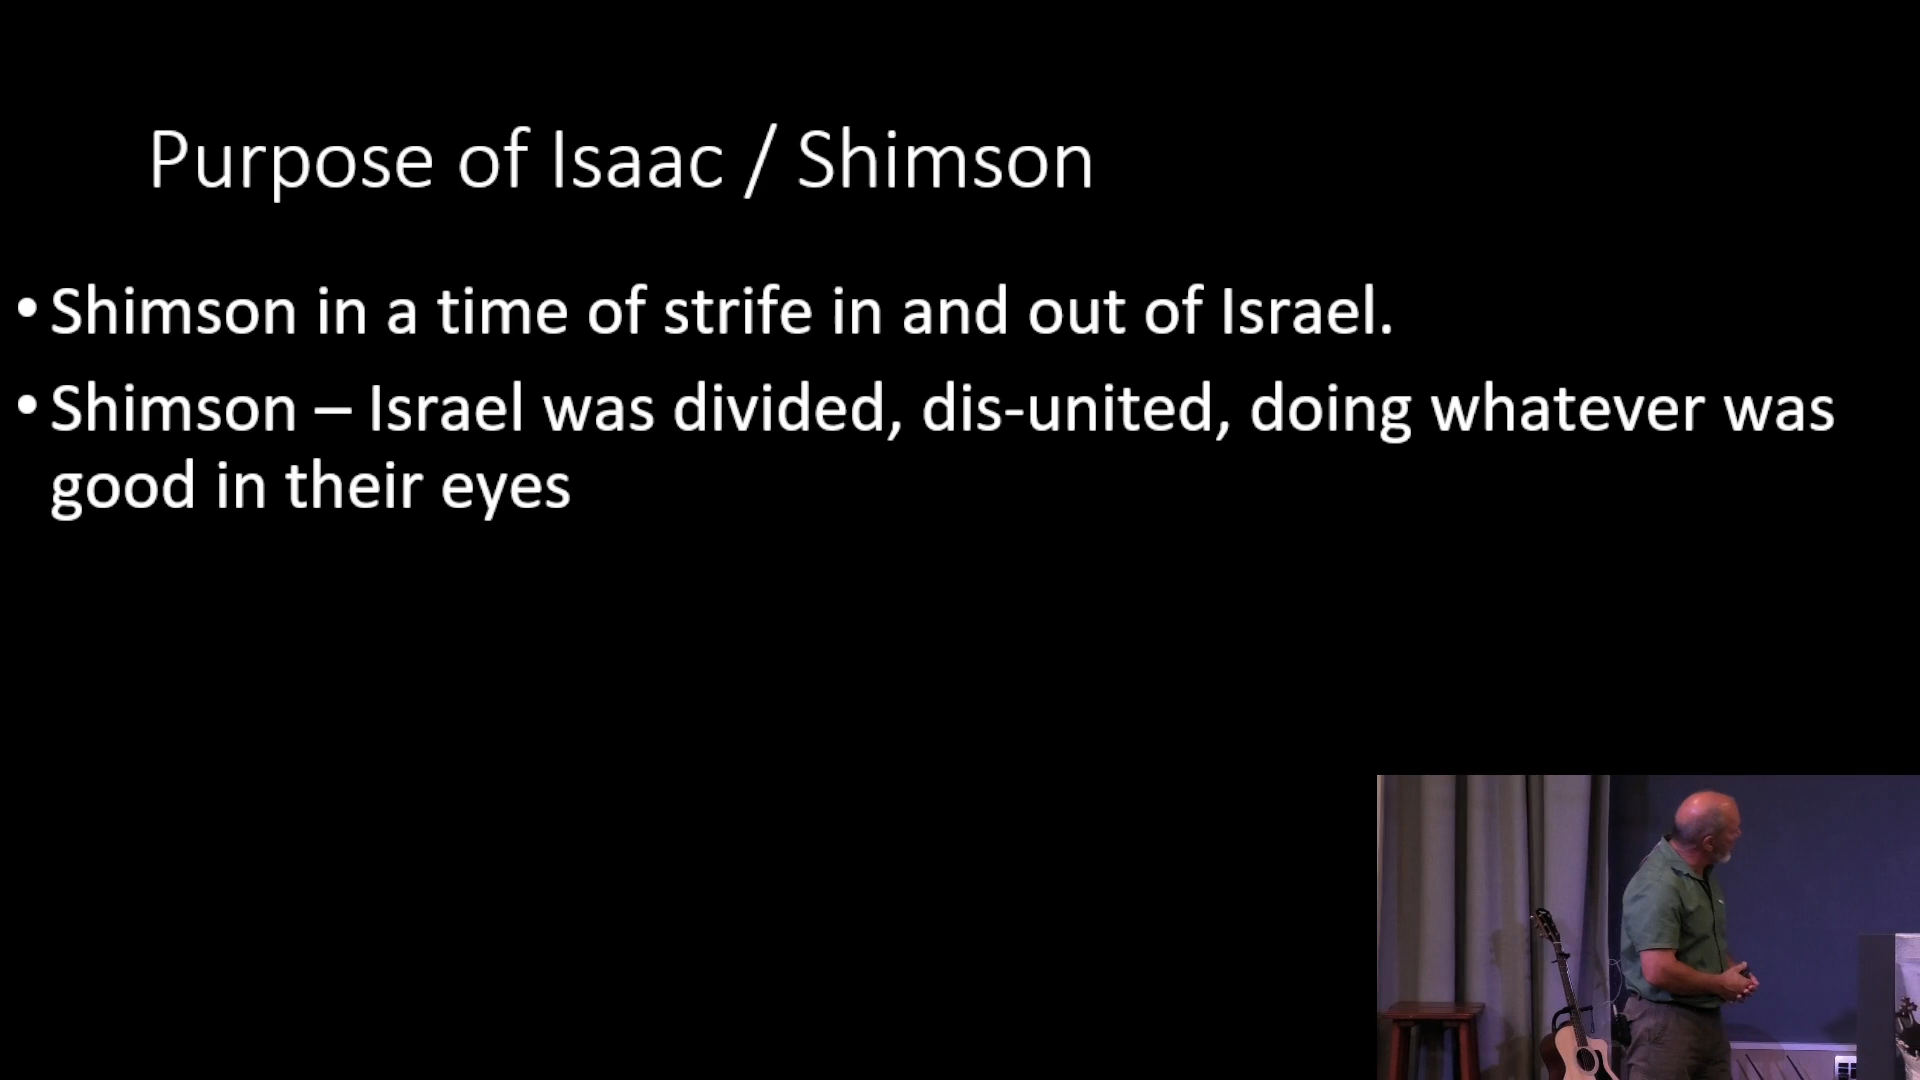 Purpose of Isaac / Shimson
• Shimson in a time of strife in and out of Israel.
• Shimson – Israel was divided, dis-united, doing whatever was
good in their eyes